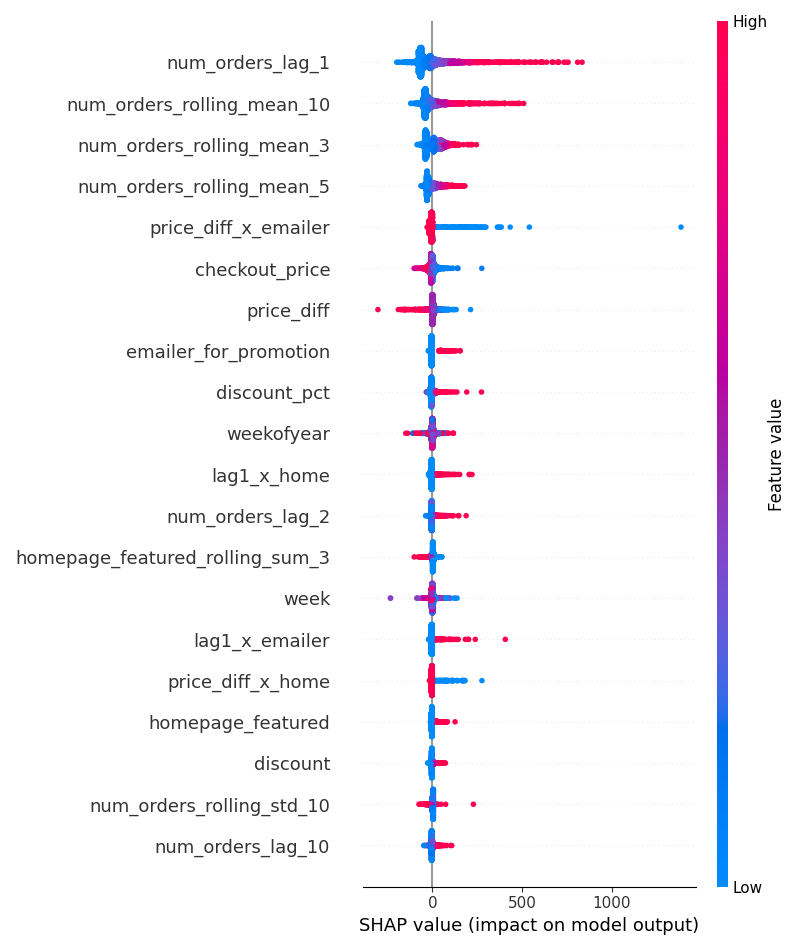 High
num_orders_lag_1
num_orders_rolling_mean_10
num_orders_rolling_mean_3
num_orders_rolling_mean_5
price_diff_x_emailer
checkout_price
price_diff
emailer_for_promotion
discount_pct
weekofyear
lag1_x_home
num_orders_lag_2
homepage_featured_rolling_sum_3
week
lag1_x_emailer
price_diff_x_home
homepage_featured
discount
num_orders_rolling_std_10
num_orders_lag_10
Feature value
Low
0 500 1000
SHAP value (impact on model output)